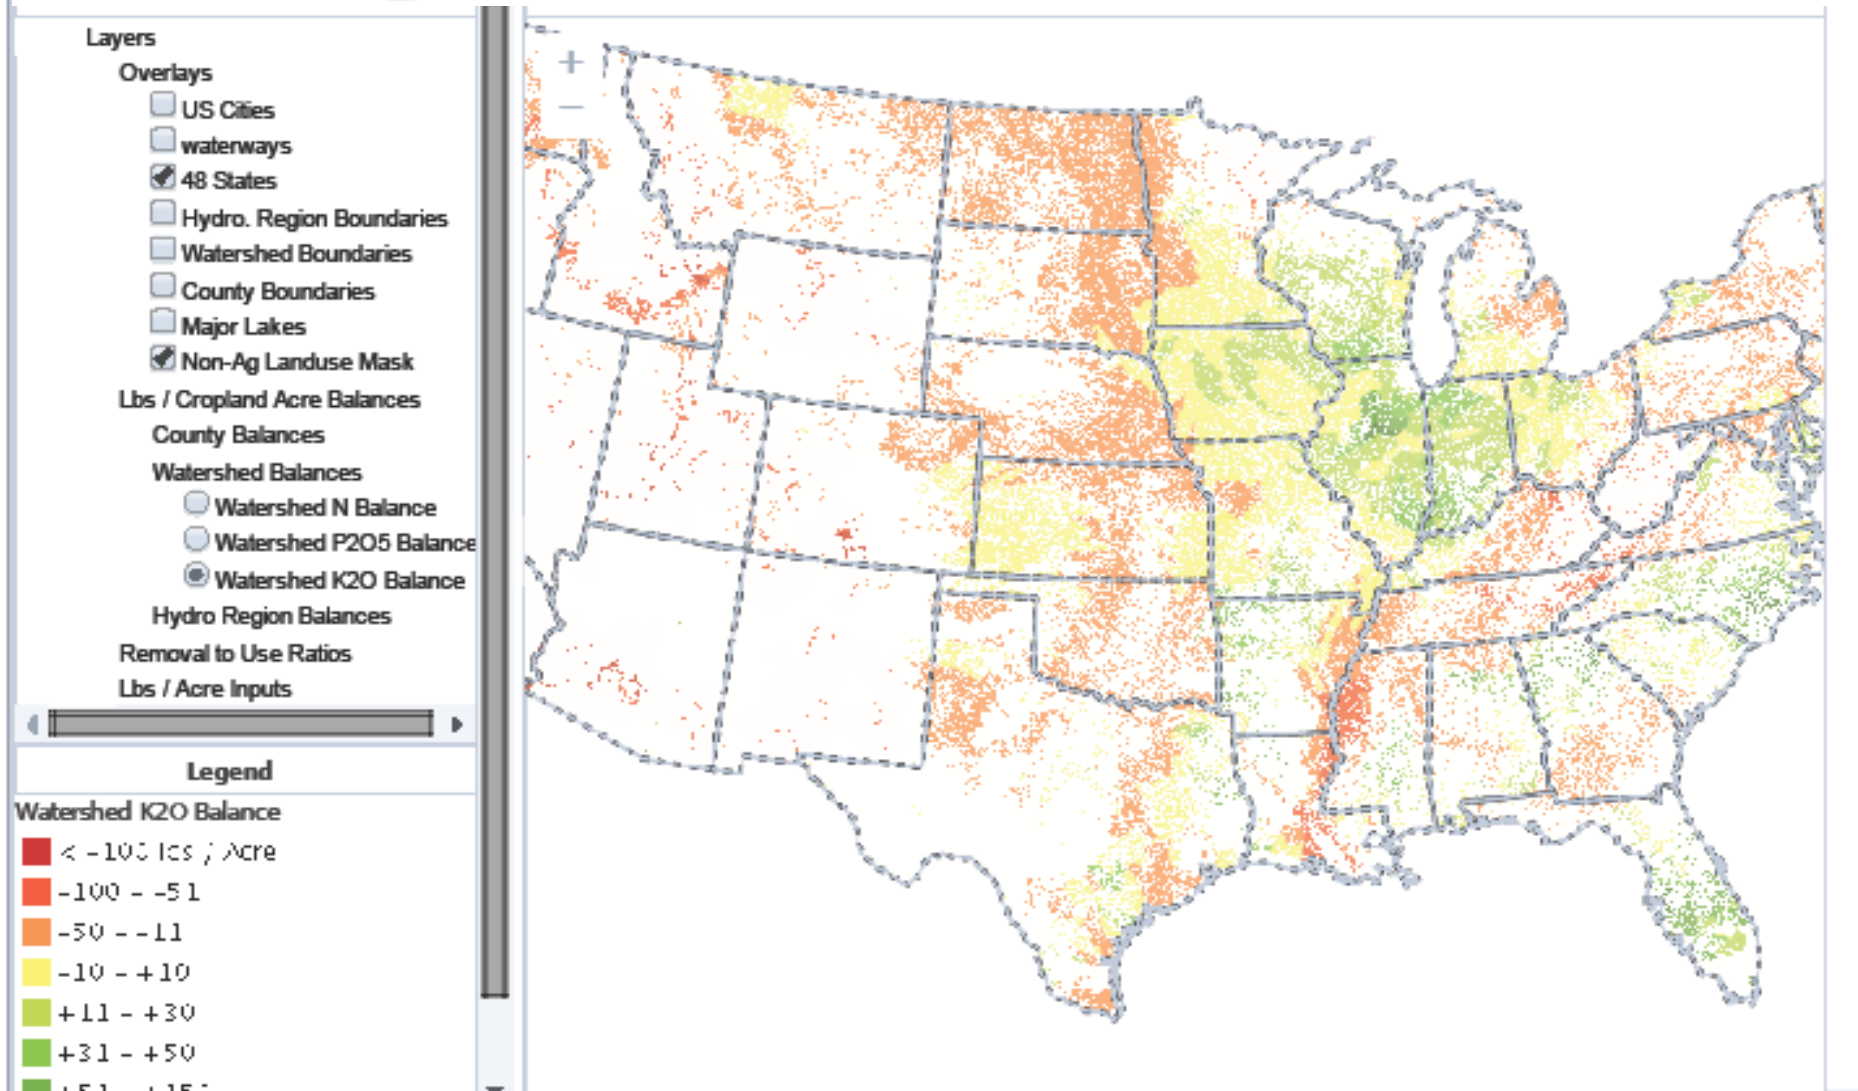 Layers
Overlays
US Cities
waterways
48 States
Hydro. Region Boundaries
Watershed Boundaries
County Boundaries
Major Lakes
Non-Ag Landuse Mask
Lbs / Cropland Acre Balances
County Balances
Watershed Balances
Watershed N Balance
Watershed P2O5 Balance
Watershed K2O Balance
Hydro Region Balances
Removal to Use Ratios
Lbs / Acre Inputs
Legend
Watershed K2O Balance
< -100 lbs / Acre
-100 - -51
-50 - -11
-10 - +10
+11 - +30
+31 - +50
+
−